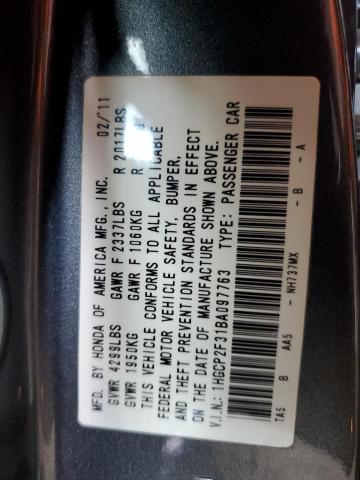 MFD. BY HONDA OF AMERICA MFG., INC. 02/'11
GVWR 4299LBS GAWR F 2337LBS R 2017LBS
GVWR 1950KG GAWR F 1060KG R
THIS VEHICLE CONFORMS TO ALL APPLICABLE
FEDERAL MOTOR VEHICLE SAFETY, BUMPER,
AND THEFT PREVENTION STANDARDS IN EFFECT
ON THE DATE OF MANUFACTURE SHOWN ABOVE.
V.I.N.: 1HGCP2F31BA097763 TYPE: PASSENGER CAR
TA5 B AA5 - NH737MX - B - A